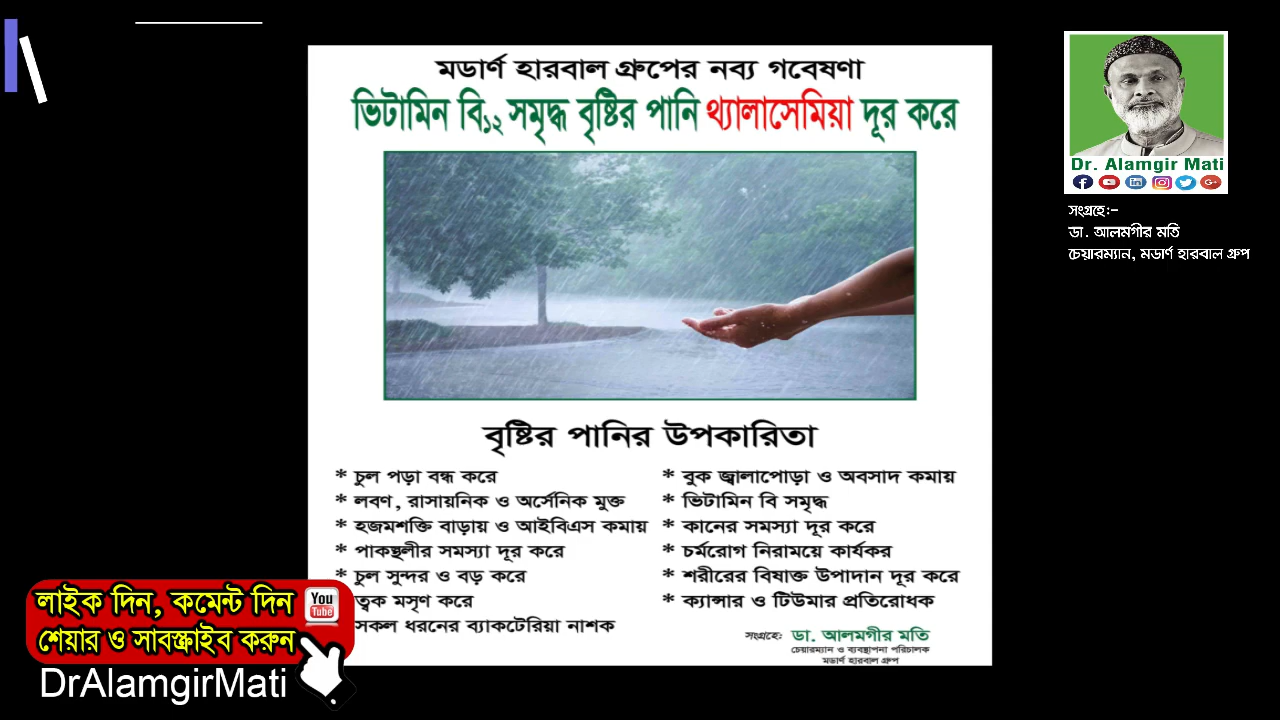 মডার্ণ হারবাল গ্রুপের নব্য গবেষণা
ভিটামিন বি১২ সমৃদ্ধ বৃষ্টির পানি থ্যালাসেমিয়া দূর করে
বৃষ্টির পানির উপকারিতা
* চুল পড়া বন্ধ করে
* লবণ, রাসায়নিক ও অর্সেনিক মুক্ত
* হজমশক্তি বাড়ায় ও আইবিএস কমায়
* পাকস্থলীর সমস্যা দূর করে
* চুল সুন্দর ও বড় করে
ত্বক মসৃণ করে
সকল ধরনের ব্যাকটেরিয়া নাশক
* বুক জ্বালাপোড়া ও অবসাদ কমায়
* ভিটামিন বি সমৃদ্ধ
* কানের সমস্যা দূর করে
* চর্মরোগ নিরাময়ে কার্যকর
* শরীরের বিষাক্ত উপাদান দূর করে
* ক্যান্সার ও টিউমার প্রতিরোধক
সংগ্রহে: ডা. আলমগীর মতি
চেয়ারম্যান ও ব্যবস্থাপনা পরিচালক
মডার্ণ হারবাল গ্রুপ
Dr. Alamgir Mati
সংগ্রহে:-
ডা. আলমগীর মতি
চেয়ারম্যান, মডার্ণ হারবাল গ্রুপ
লাইক দিন, কমেন্ট দিন
You Tube
শেয়ার ও সাবস্ক্রাইব করুন
DrAlamgirMati